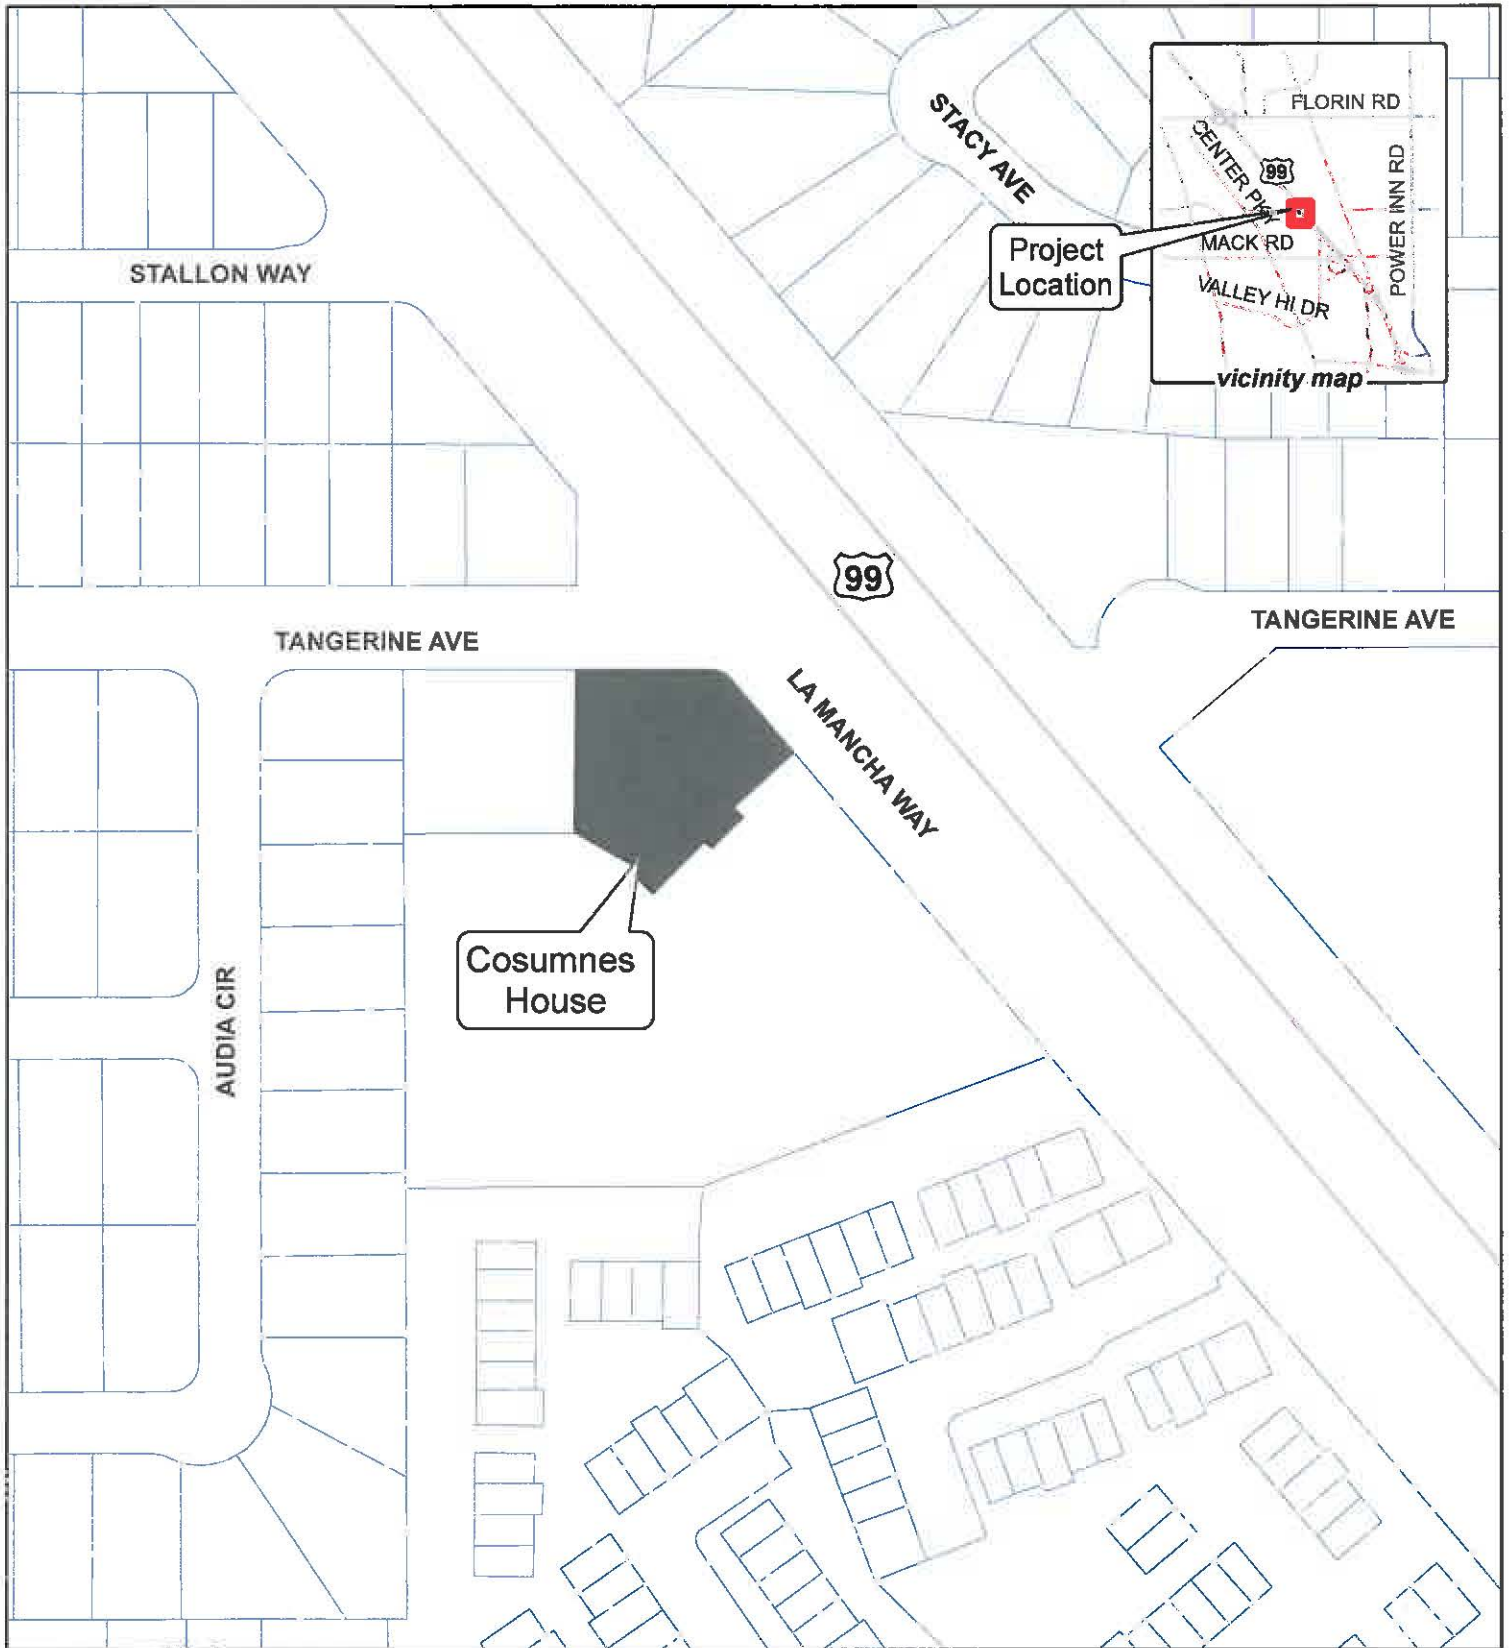 STACY AVE
FLORIN RD
CENTER PKY
99
POWER INN RD
MACK RD
VALLEY HI DR
vicinity map
Project
Location
STALLON WAY
99
TANGERINE AVE
TANGERINE AVE
LA MANCHA WAY
Cosumnes
House
AUDIA CIR